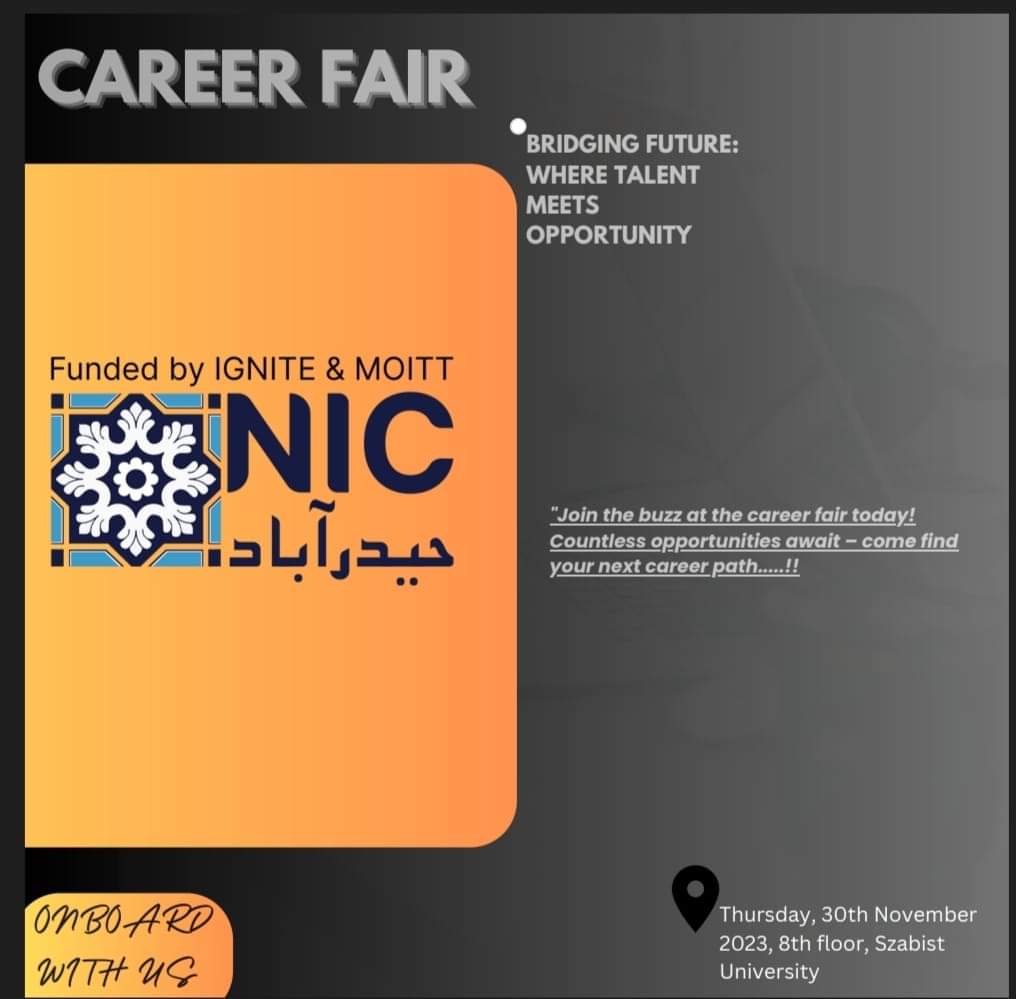 CAREER FAIR
BRIDGING FUTURE:
WHERE TALENT
MEETS
OPPORTUNITY
Funded by IGNITE & MOITT
NIC
حیدرآباد
"Join the buzz at the career fair today!
Countless opportunities await – come find
your next career path.....!!
ONBOARD
WITH US
Thursday, 30th November
2023, 8th floor, Szabist
University